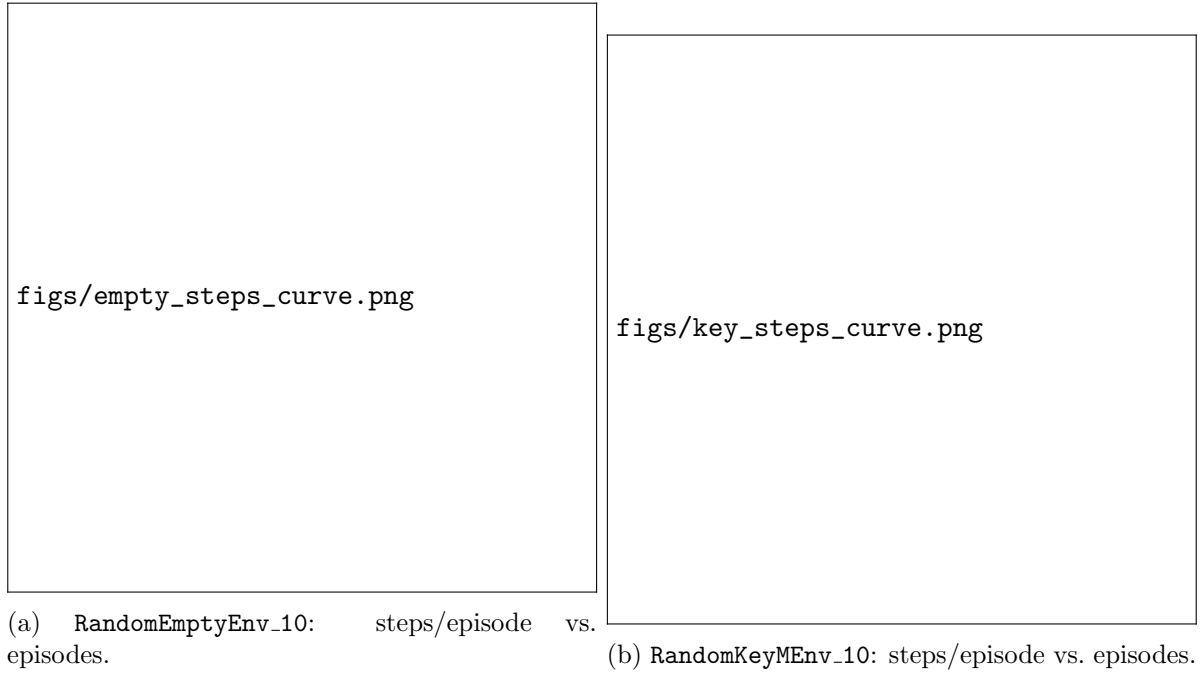 figs/empty_steps_curve.png
(a) RandomEmptyEnv_10: steps/episode vs.
episodes.
figs/key_steps_curve.png
(b) RandomKeyMEnv_10: steps/episode vs. episodes.